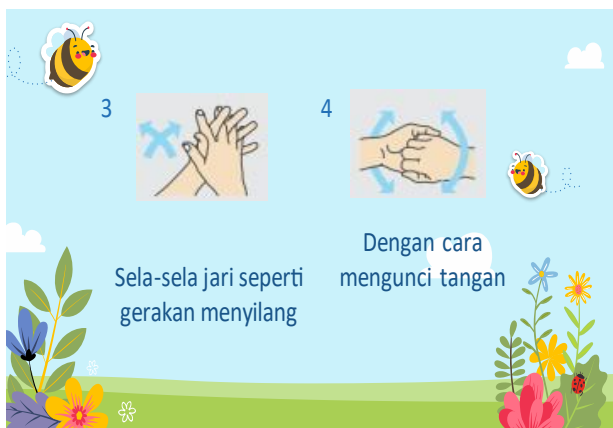 3
Sela-sela jari seperti
gerakan menyilang
4
Dengan cara
mengunci tangan